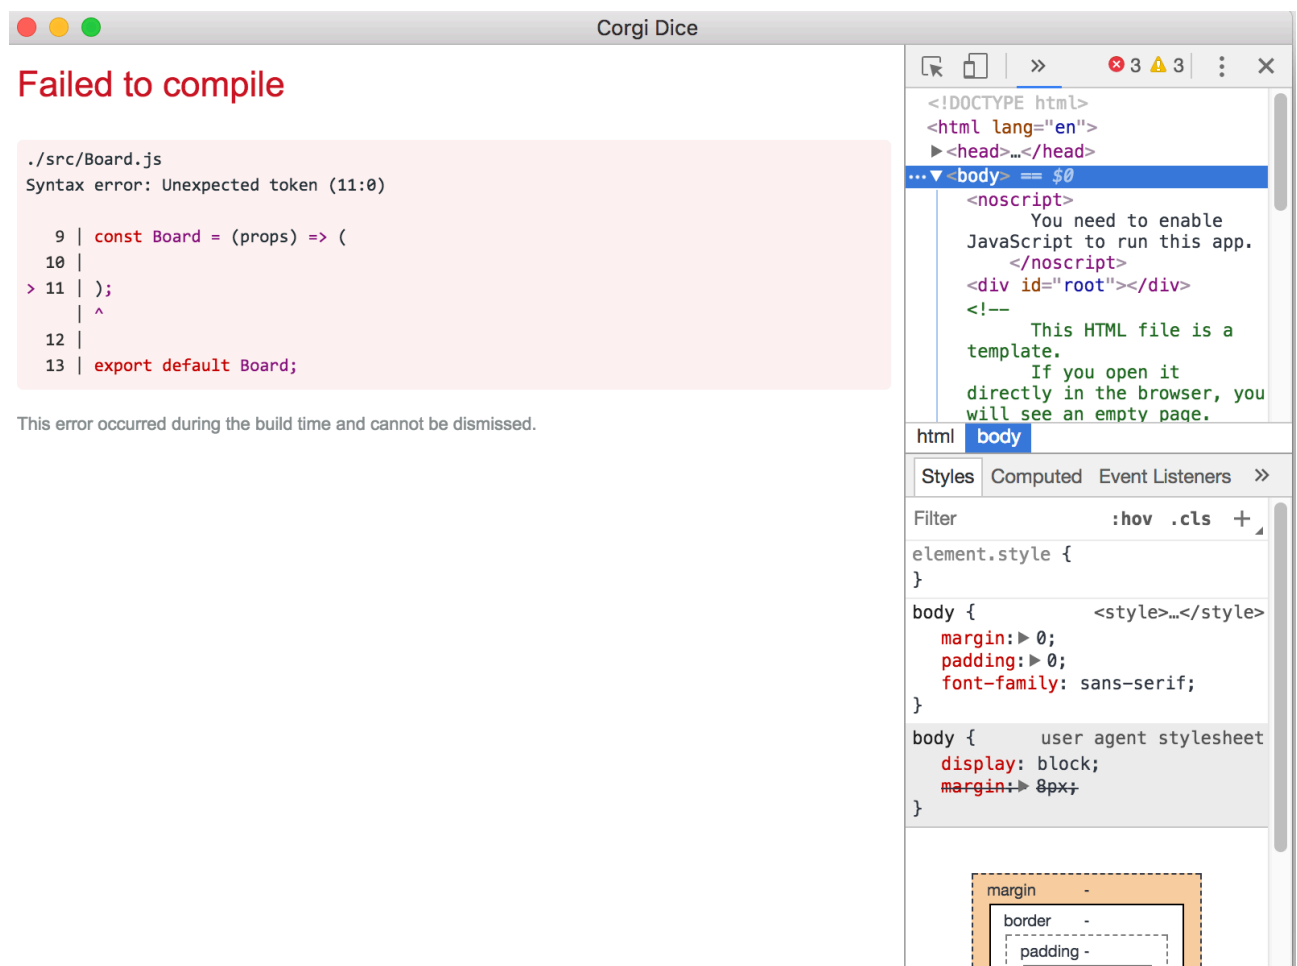 Corgi Dice
Failed to compile
./src/Board.js
Syntax error: Unexpected token (11:0)
   9 | const Board = (props) => (
  10 |
> 11 | );
     | ^
  12 |
  13 | export default Board;
This error occurred during the build time and cannot be dismissed.
» 3 3
<!DOCTYPE html>
<html lang="en">
▶<head>…</head>
…▼<body> == $0
<noscript>
You need to enable
JavaScript to run this app.
</noscript>
<div id="root"></div>
<!--
This HTML file is a
template.
If you open it
directly in the browser, you
will see an empty page.
html body
Styles Computed Event Listeners »
Filter :hov .cls +
element.style {
}
body { <style>…</style>
margin:▶ 0;
padding:▶ 0;
font-family: sans-serif;
}
body { user agent stylesheet
display: block;
margin:▶ 8px;
}
margin -
border -
padding -